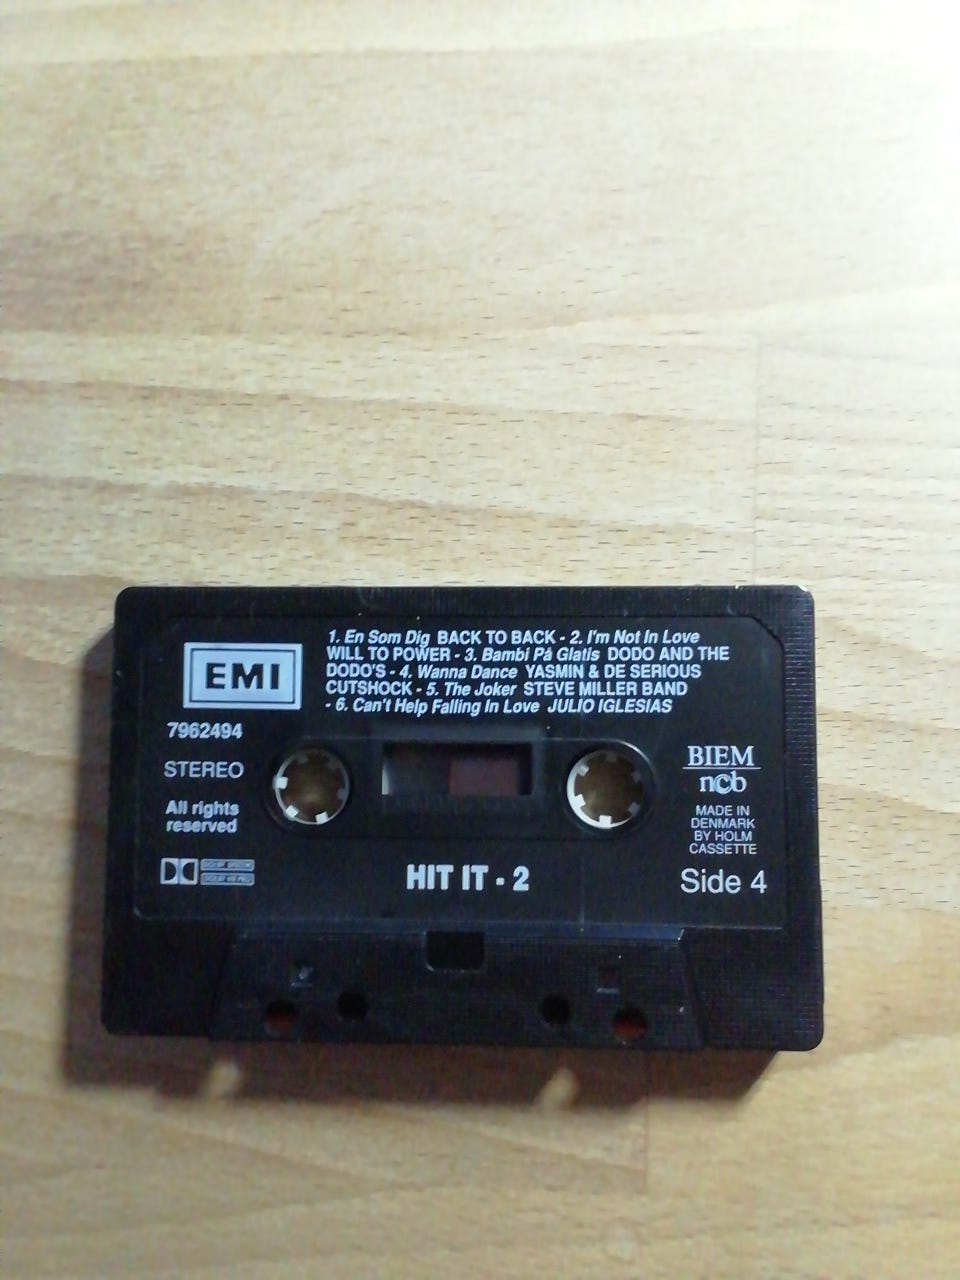 1. En Som Dig BACK TO BACK - 2. I'm Not In Love
WILL TO POWER - 3. Bambi På Glatis DODO AND THE
DODO'S - 4. Wanna Dance YASMIN & DE SERIOUS
CUTSHOCK - 5. The Joker STEVE MILLER BAND
- 6. Can't Help Falling In Love JULIO IGLESIAS
EMI
7962494
STEREO
All rights
reserved
BIEM
ncb
MADE IN
DENMARK
BY HOLM
CASSETTE
HIT IT - 2
Side 4